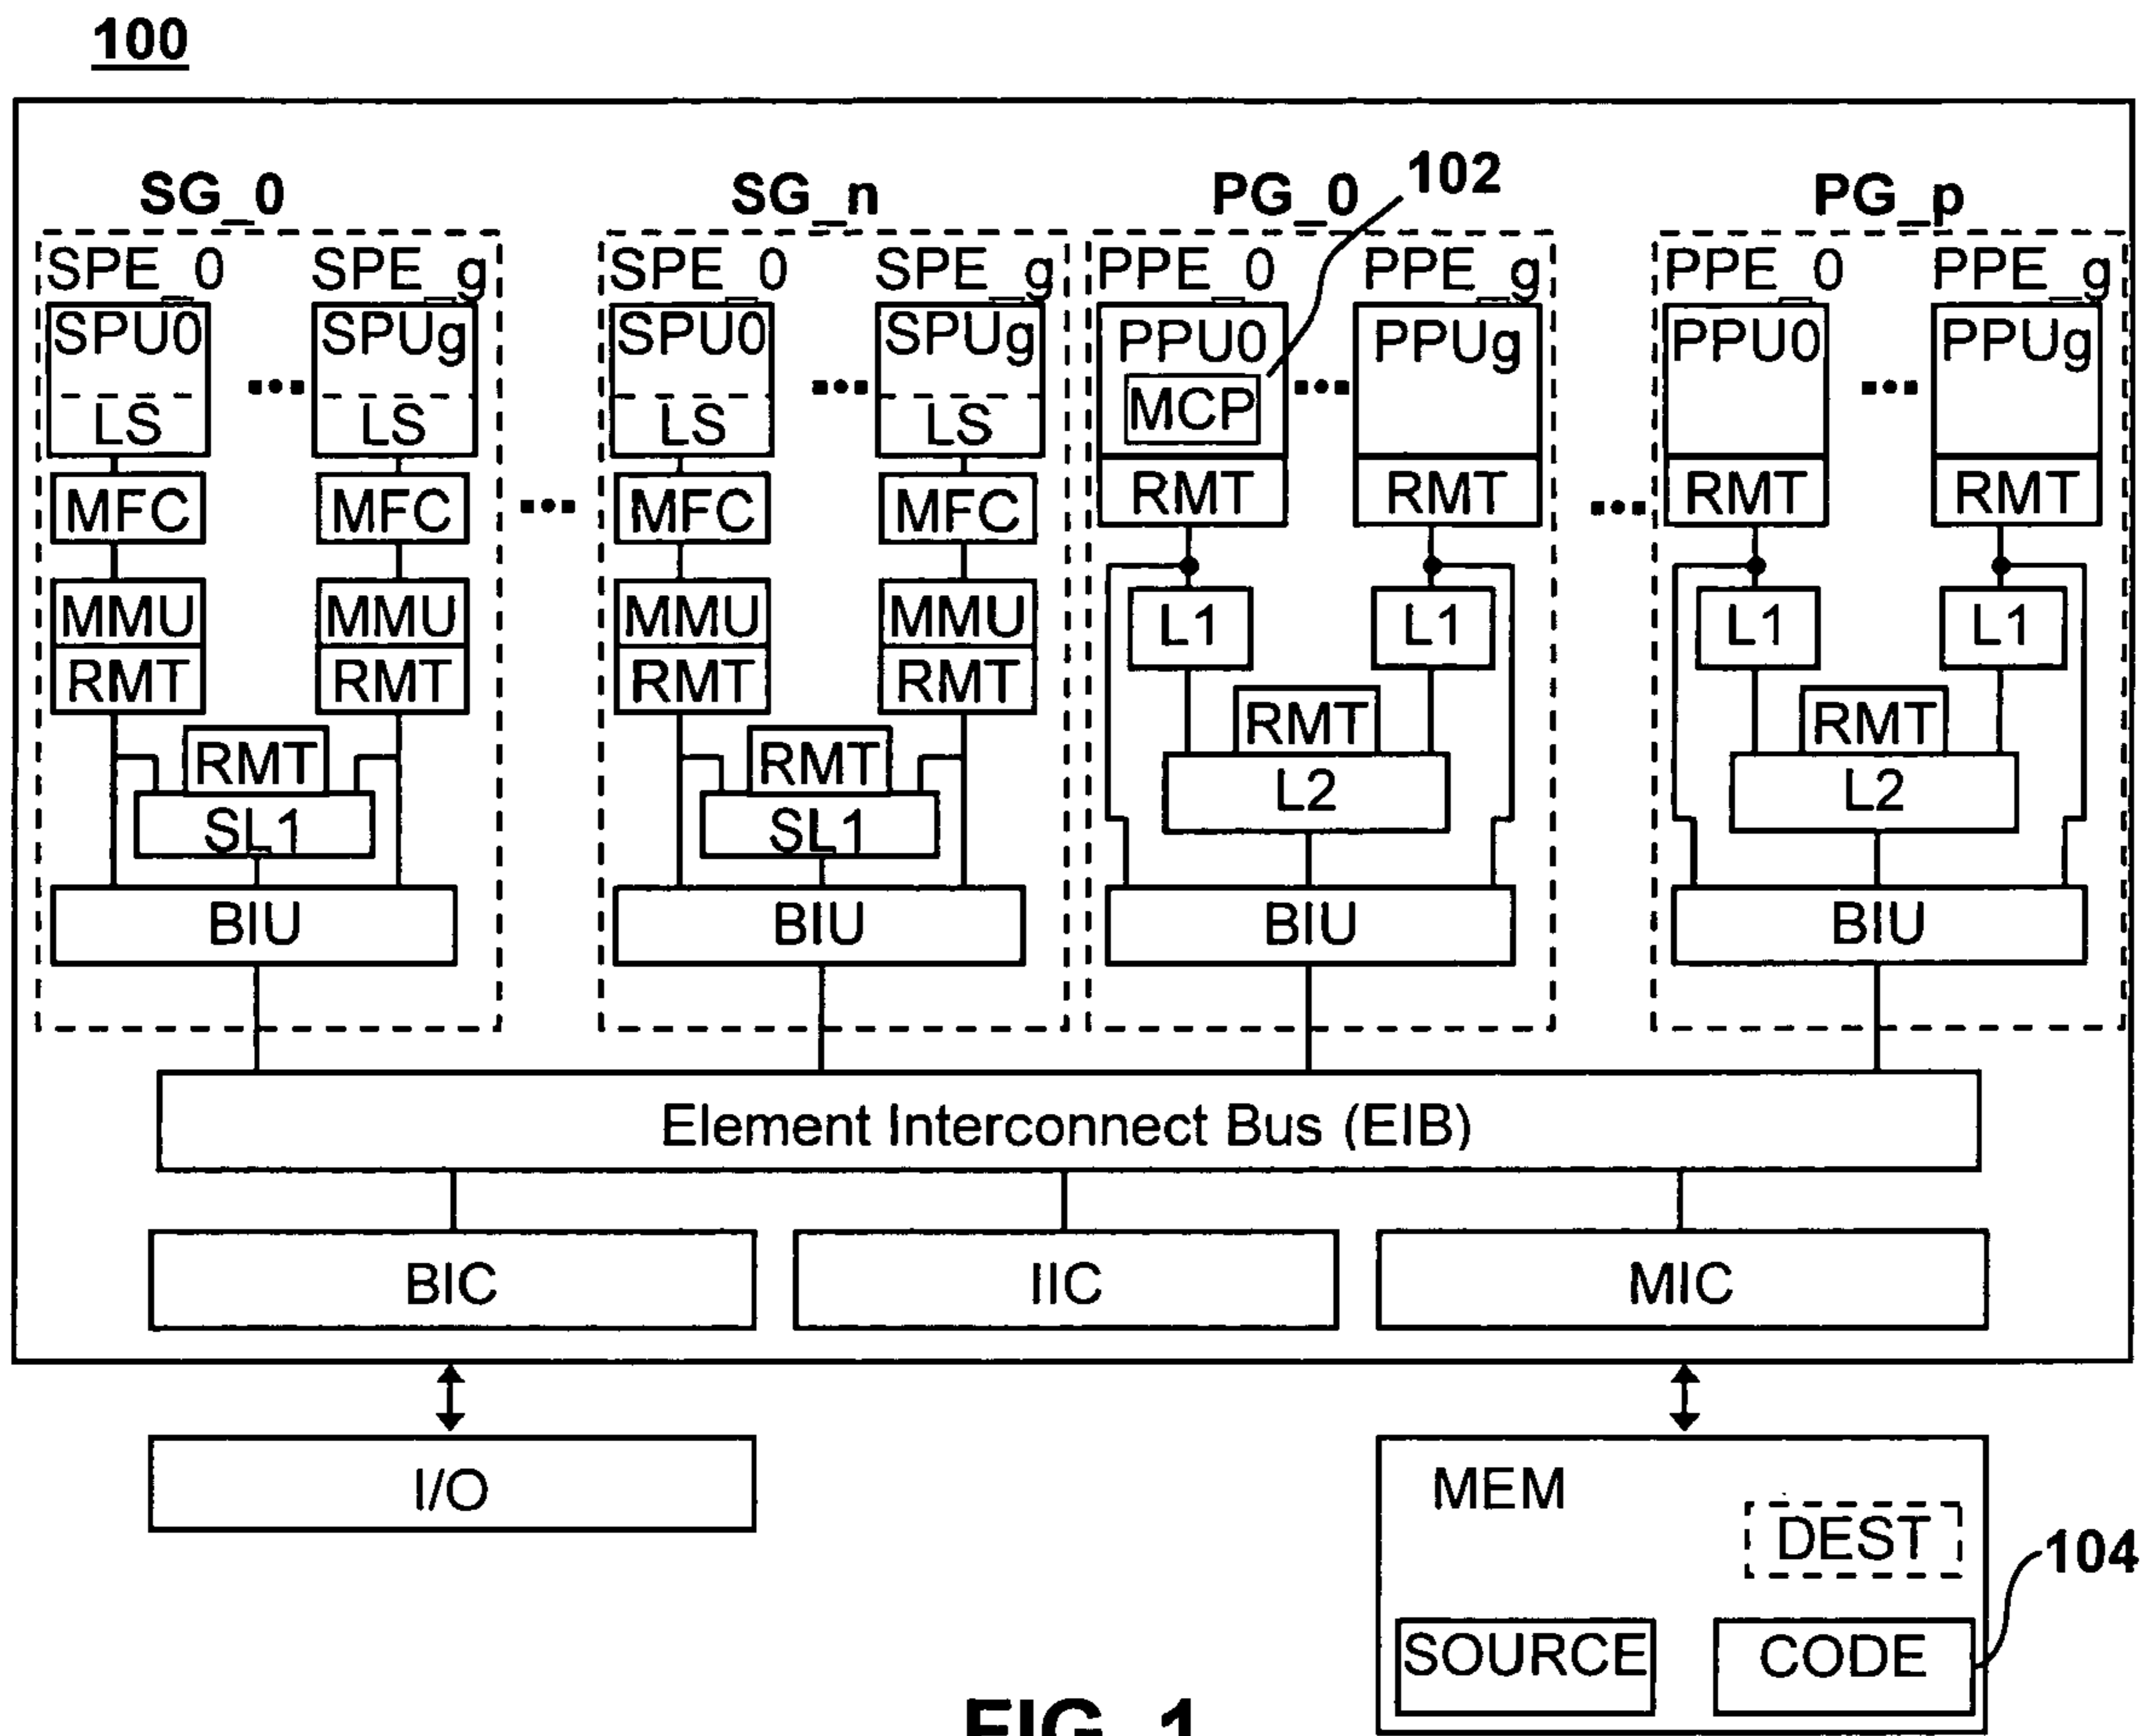 100
SG_0 SG_n PG_0 102 PG_p
SPE_0 SPE_g SPE_0 SPE_g PPE_0 PPE_g PPE_0 PPE_g
SPU0 SPUg SPU0 SPUg PPU0 PPUg PPU0 PPUg
LS LS LS LS MCP
MFC MFC MFC MFC RMT RMT RMT RMT
MMU MMU MMU MMU L1 L1 L1 L1
RMT RMT RMT RMT
RMT RMT RMT RMT
SL1 SL1 L2 L2
BIU BIU BIU BIU
Element Interconnect Bus (EIB)
BIC IIC MIC
I/O MEM
DEST 104
SOURCE CODE
FIG. 1